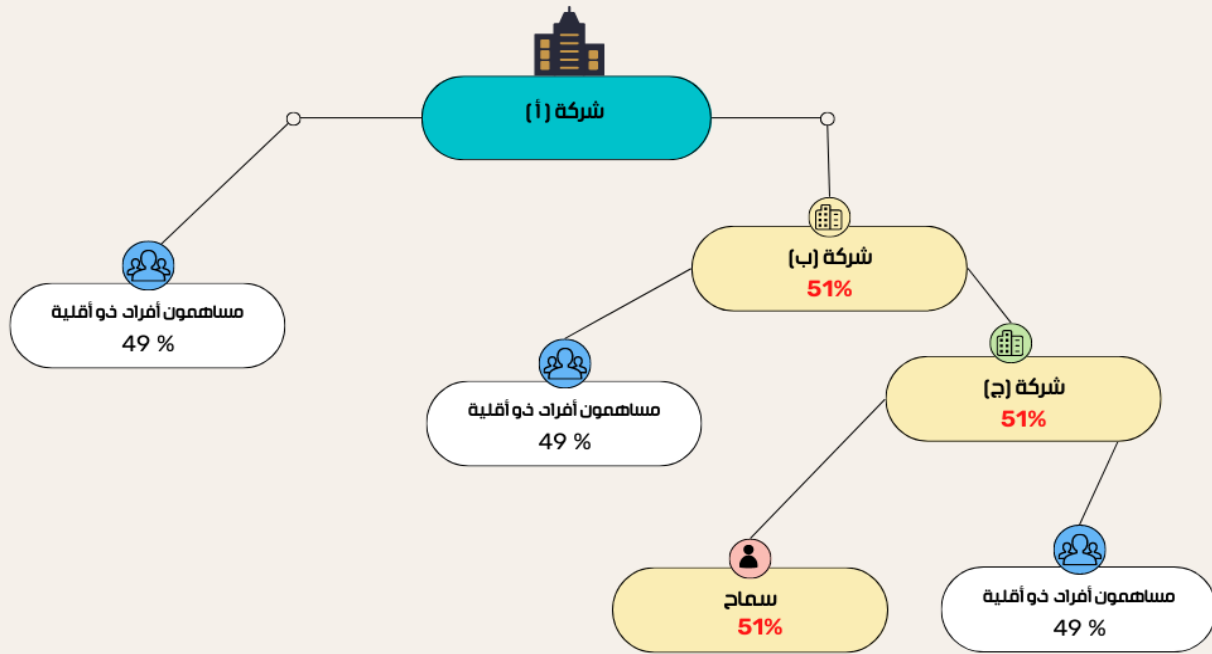 شركة (أ)
شركة (ب)
51%
مساهمون أفراد ذو أقلية
49 %
شركة (ج)
51%
مساهمون أفراد ذو أقلية
49 %
سماح
51%
مساهمون أفراد ذو أقلية
49 %